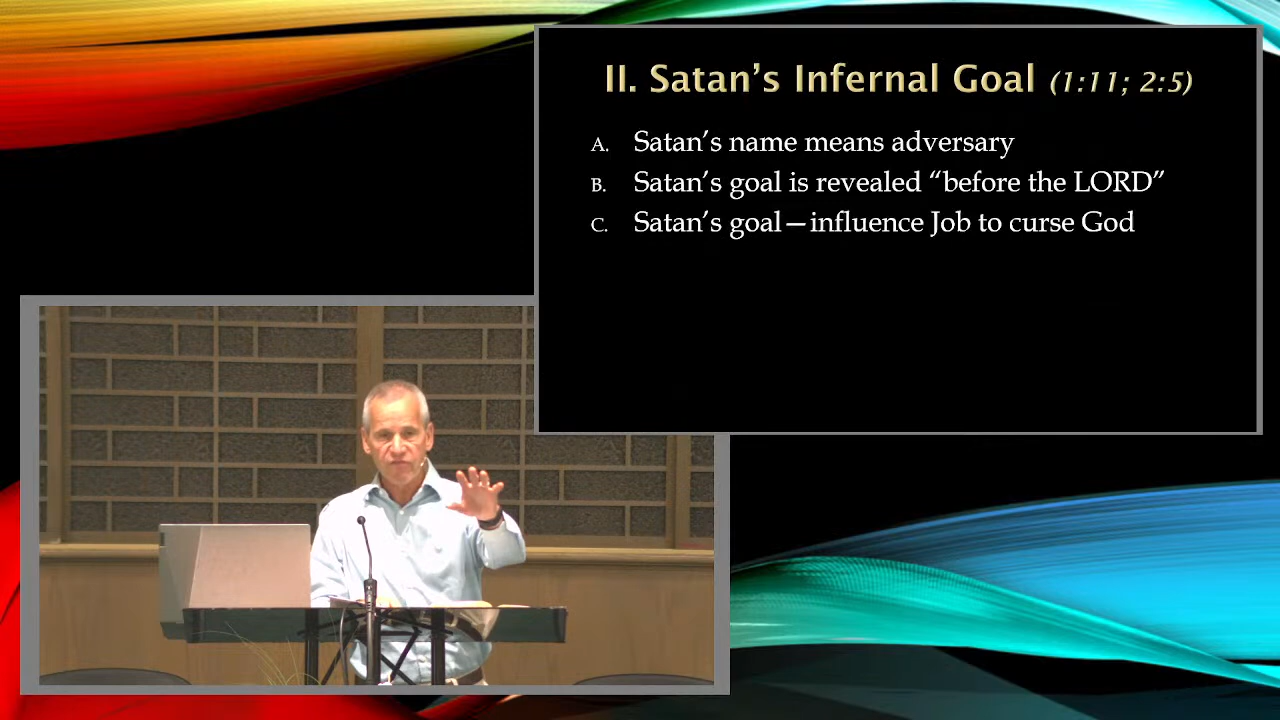 II. Satan’s Infernal Goal (1:11; 2:5)
A. Satan’s name means adversary
B. Satan’s goal is revealed “before the LORD”
C. Satan’s goal—influence Job to curse God